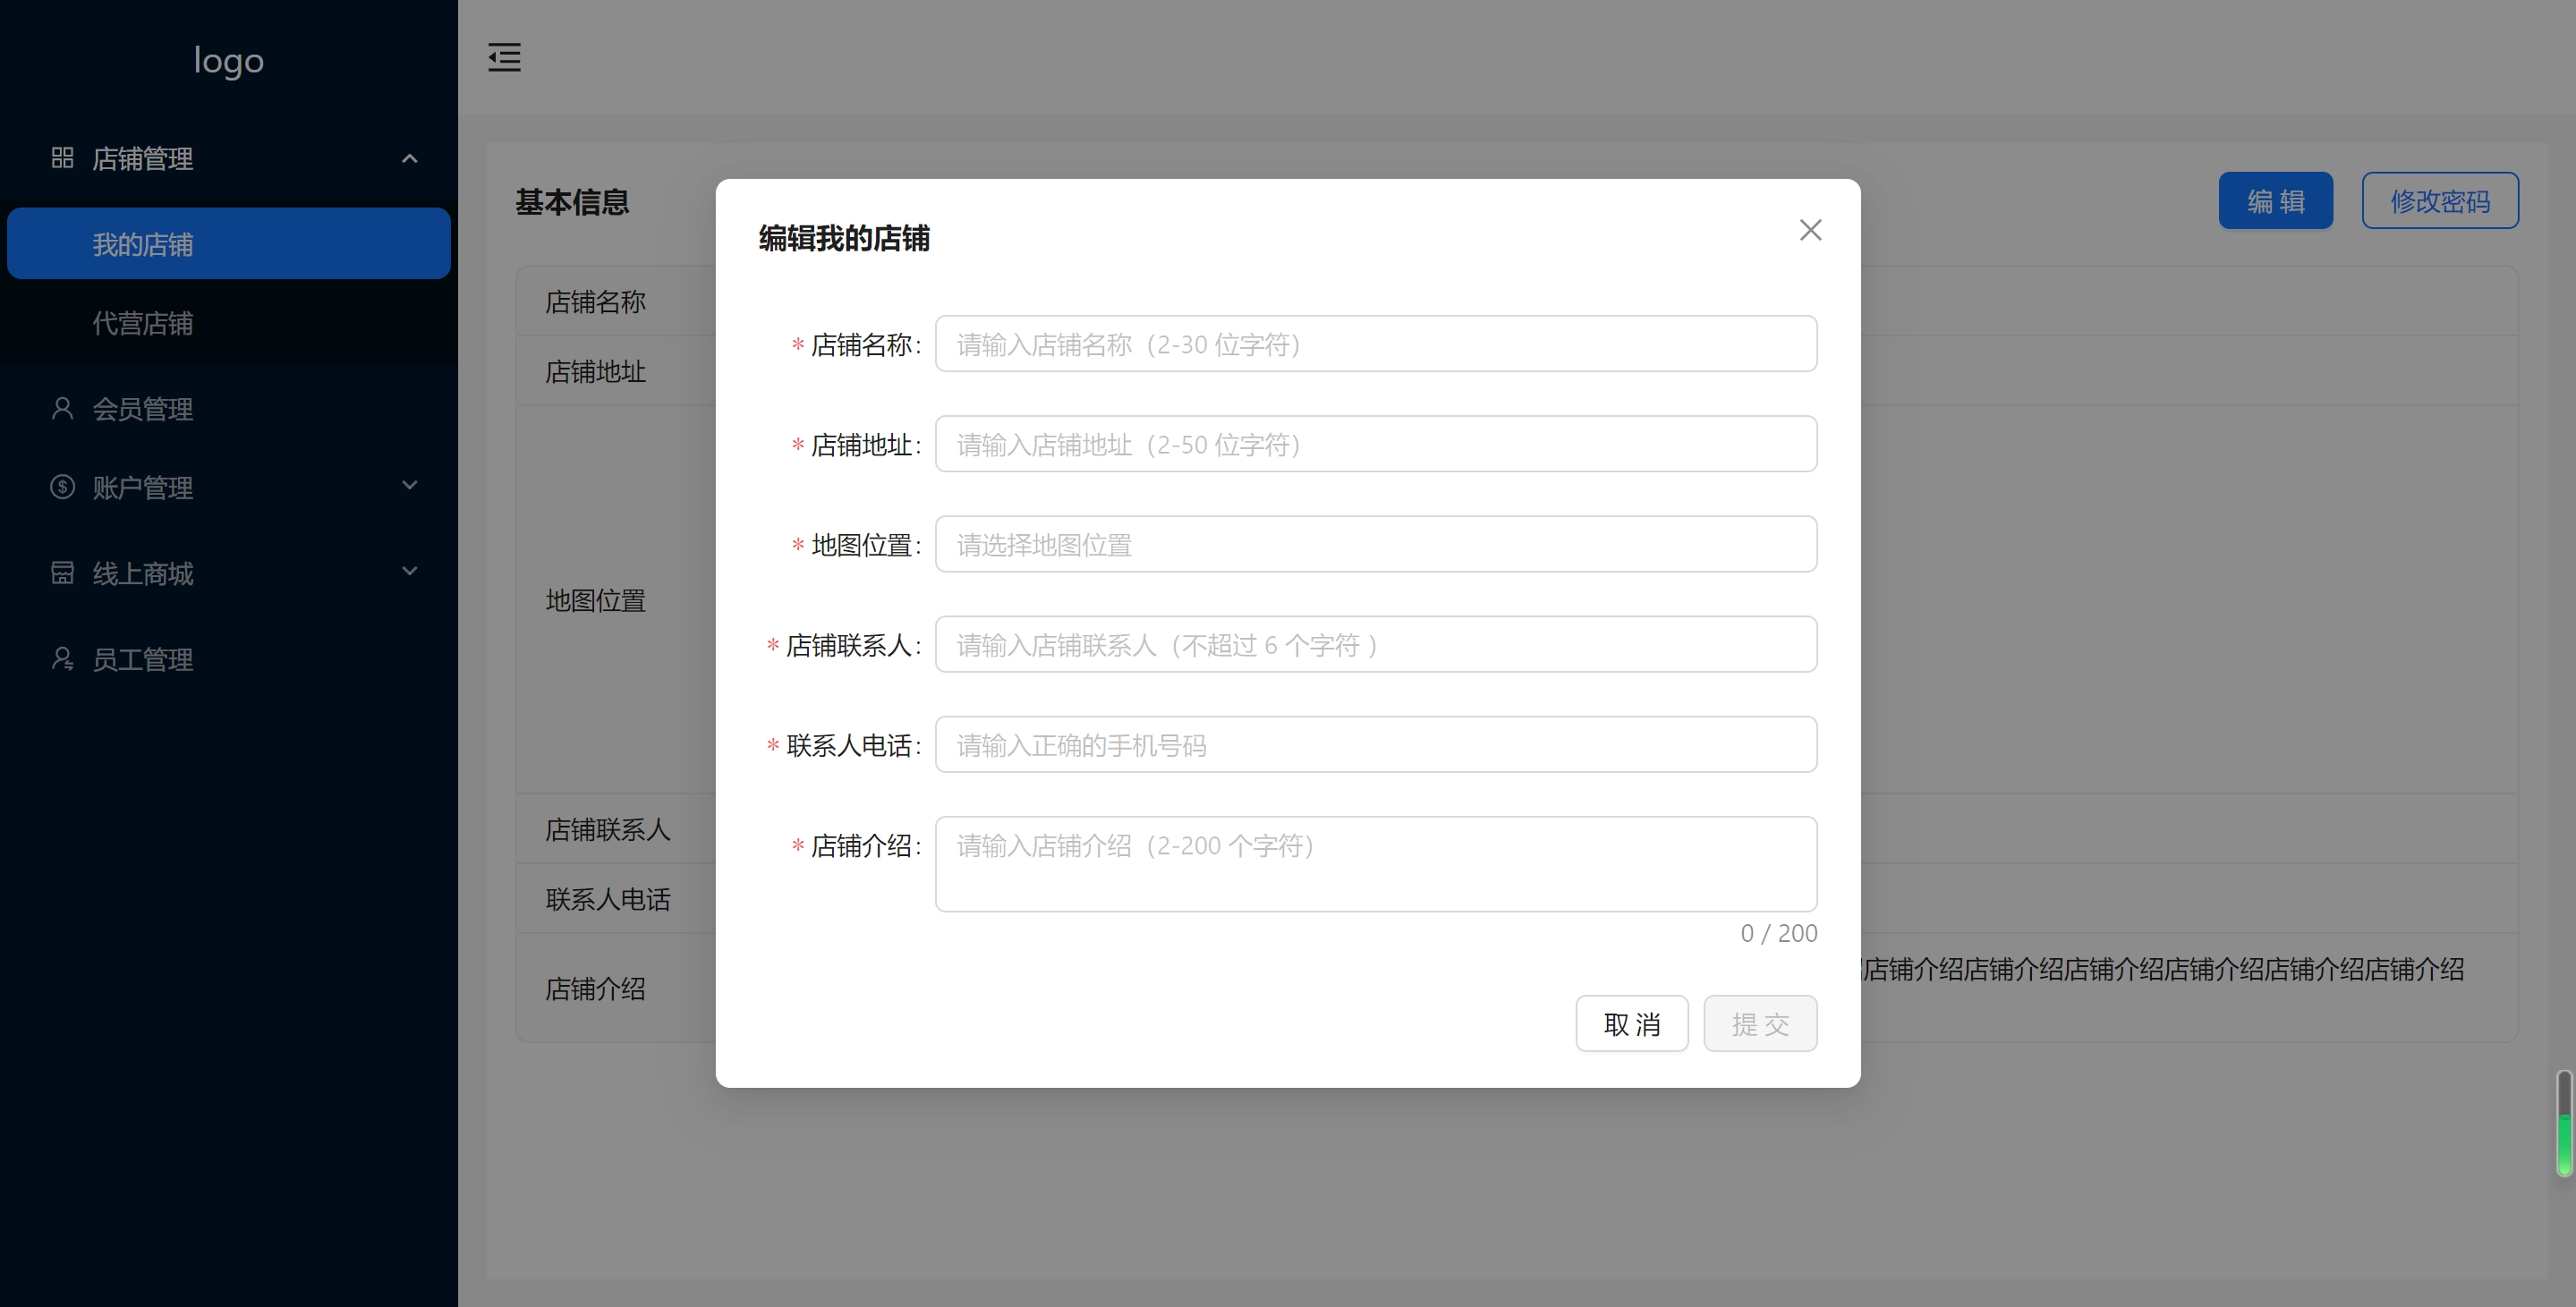 logo
店铺管理
我的店铺
代营店铺
会员管理
账户管理
线上商城
员工管理
基本信息
编辑
修改密码
店铺名称
店铺地址
地图位置
店铺联系人
联系人电话
店铺介绍
店铺介绍店铺介绍店铺介绍店铺介绍店铺介绍店铺介绍
编辑我的店铺
* 店铺名称: 请输入店铺名称（2-30 位字符）
* 店铺地址: 请输入店铺地址（2-50 位字符）
* 地图位置: 请选择地图位置
* 店铺联系人: 请输入店铺联系人（不超过 6 个字符 ）
* 联系人电话: 请输入正确的手机号码
* 店铺介绍: 请输入店铺介绍（2-200 个字符）
0 / 200
取消 提交